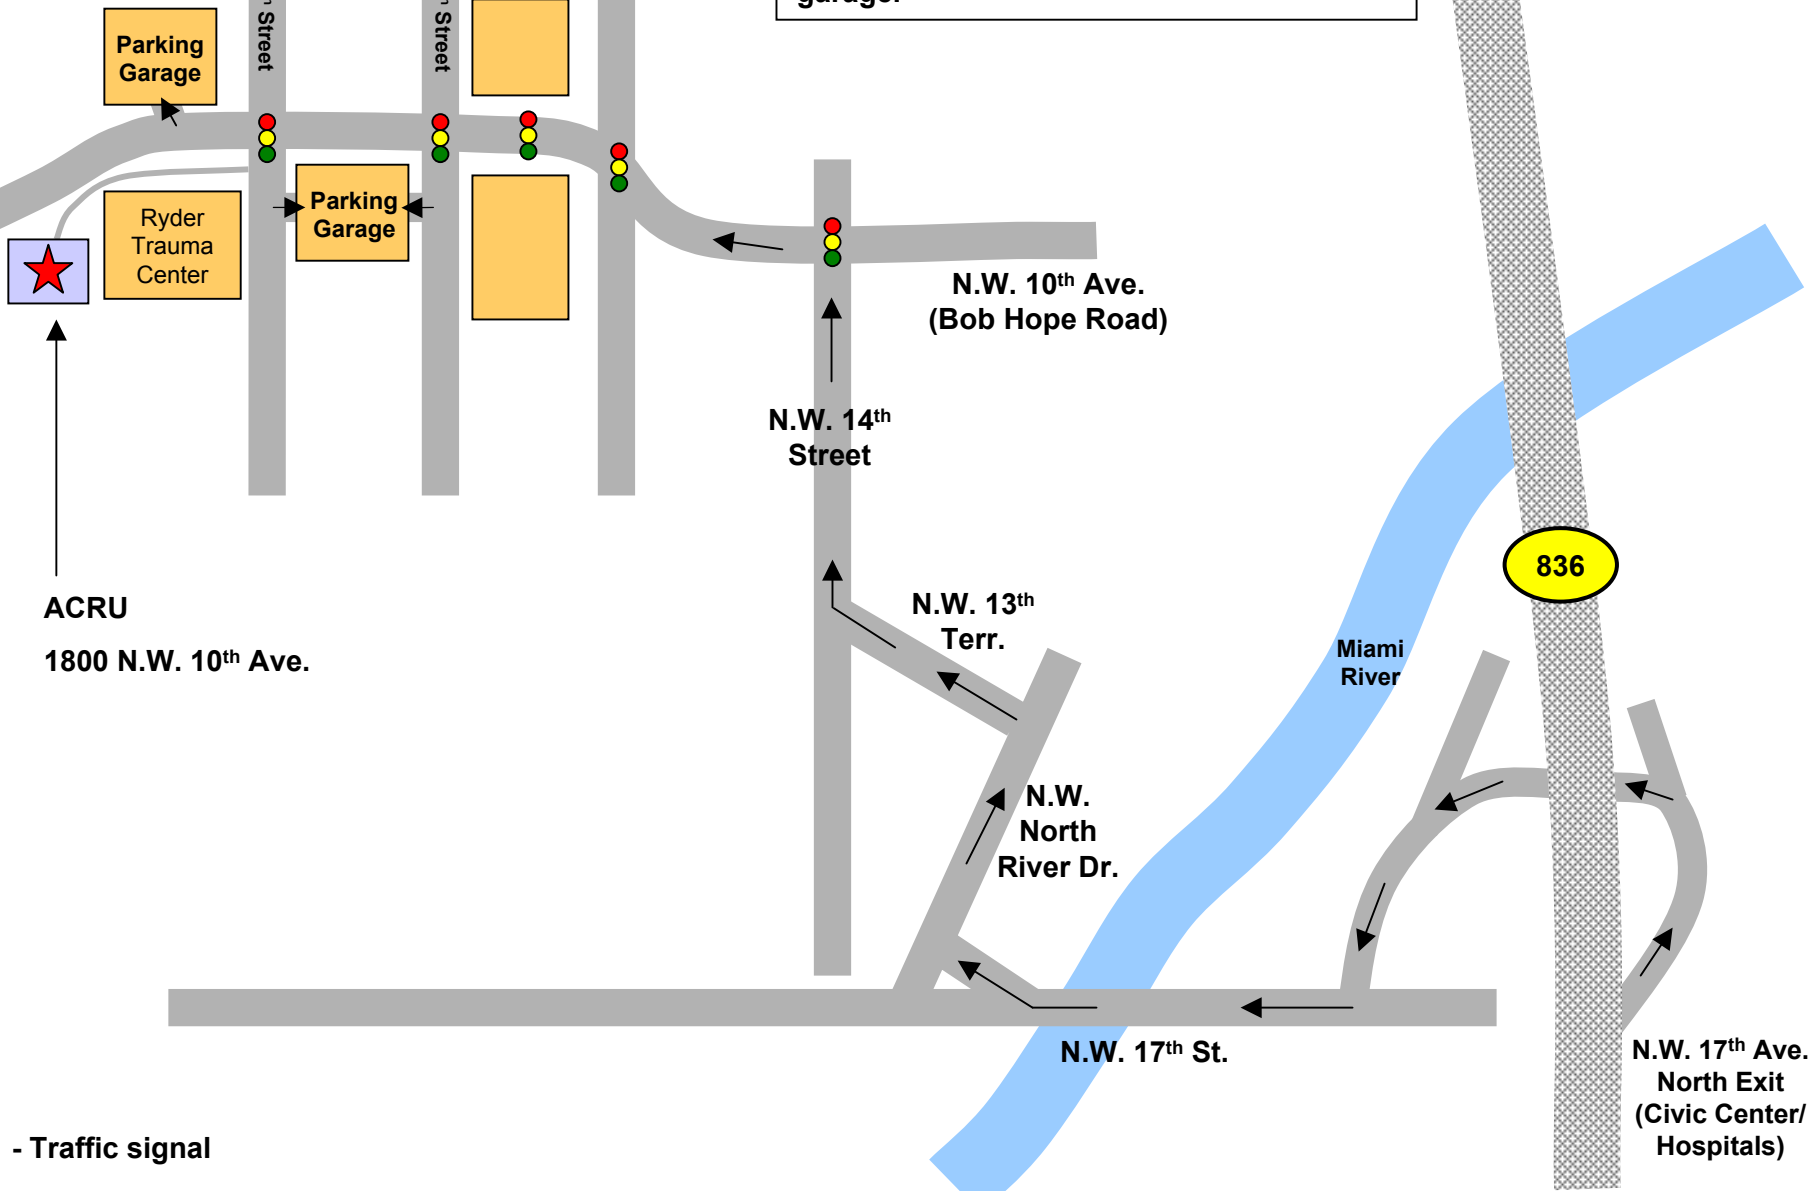 garage.
Street
Street
Parking
Garage
Parking
Garage
Ryder
Trauma
Center
N.W. 10th Ave.
(Bob Hope Road)
N.W. 14th
Street
836
ACRU
1800 N.W. 10th Ave.
N.W. 13th
Terr.
Miami
River
N.W.
North
River Dr.
N.W. 17th St.
N.W. 17th Ave.
North Exit
(Civic Center/
Hospitals)
- Traffic signal